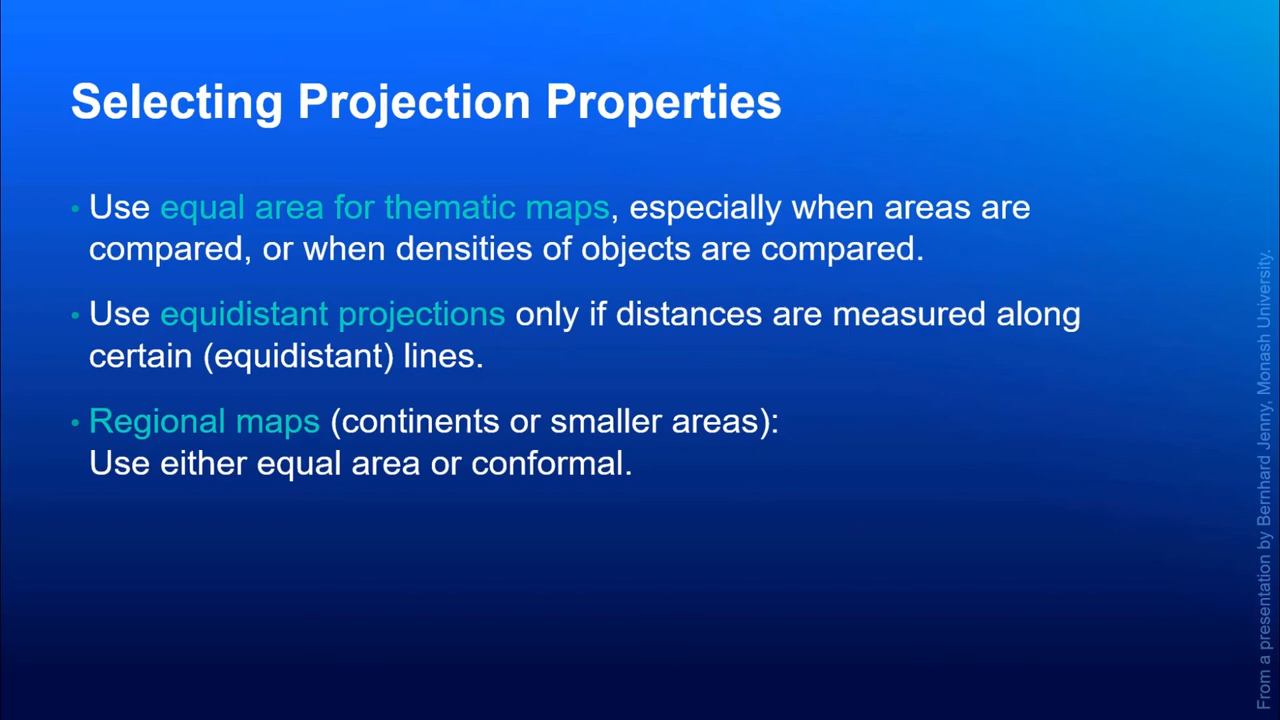 Selecting Projection Properties
• Use equal area for thematic maps, especially when areas are
compared, or when densities of objects are compared.
• Use equidistant projections only if distances are measured along
certain (equidistant) lines.
• Regional maps (continents or smaller areas):
Use either equal area or conformal.
From a presentation by Bernhard Jenny, Monash University.